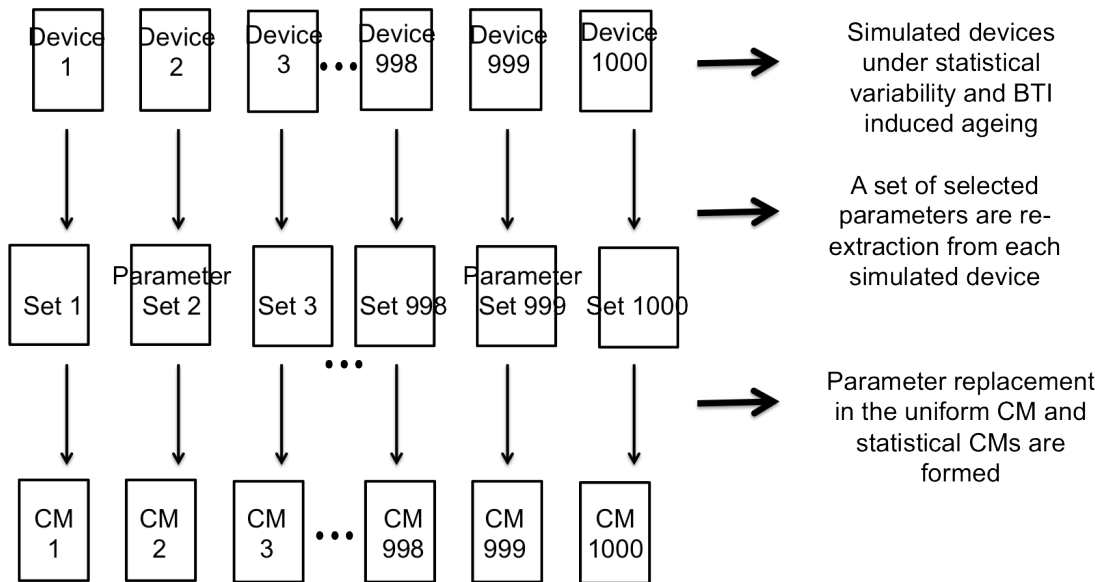 Device
1
Device
2
Device
3
Device
998
Device
999
Device
1000
Simulated devices
under statistical
variability and BTI
induced ageing
A set of selected
parameters are re-
extraction from each
simulated device
Set 1
Parameter
Set 2
Set 3
Set 998
Parameter
Set 999
Set 1000
Parameter replacement
in the uniform CM and
statistical CMs are
formed
CM
1
CM
2
CM
3
CM
998
CM
999
CM
1000